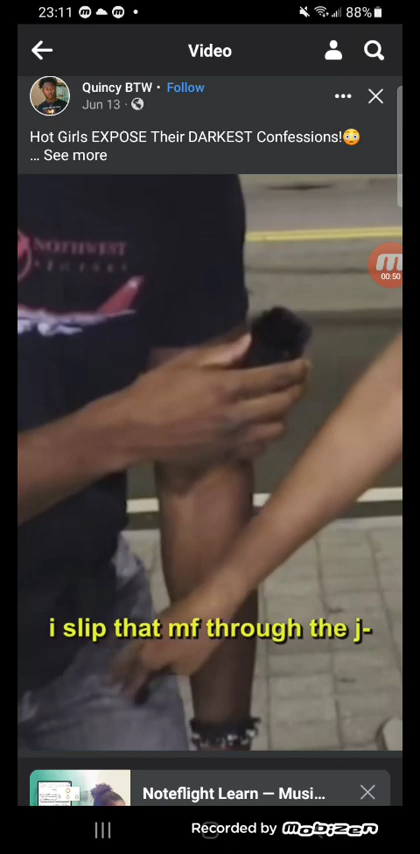 23:11
88%
Video
Quincy BTW • Follow
Jun 13 •
Hot Girls EXPOSE Their DARKEST Confessions!😳
... See more
NORTHWEST
00:50
i slip that mf through the j-
Noteflight Learn — Musi...
Recorded by MOBIZEN